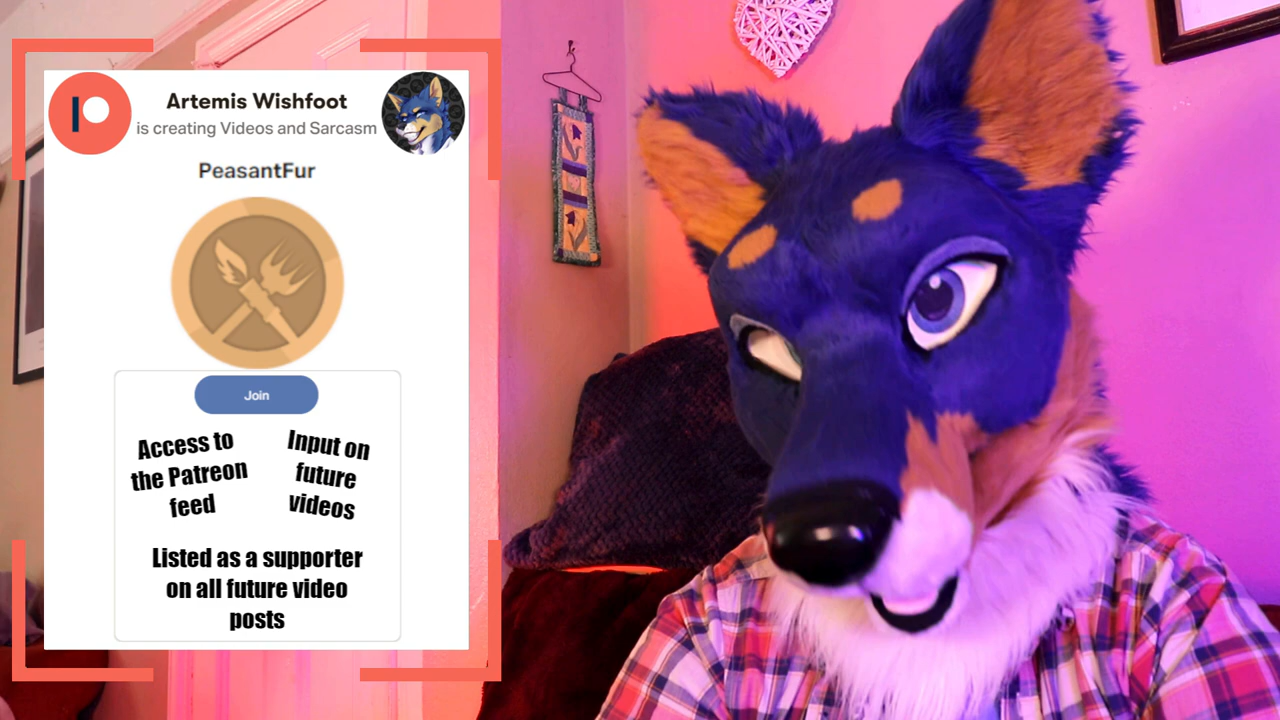 Artemis Wishfoot
is creating Videos and Sarcasm
PeasantFur
Join
Access to
the Patreon
feed
Input on
future
videos
Listed as a supporter
on all future video
posts